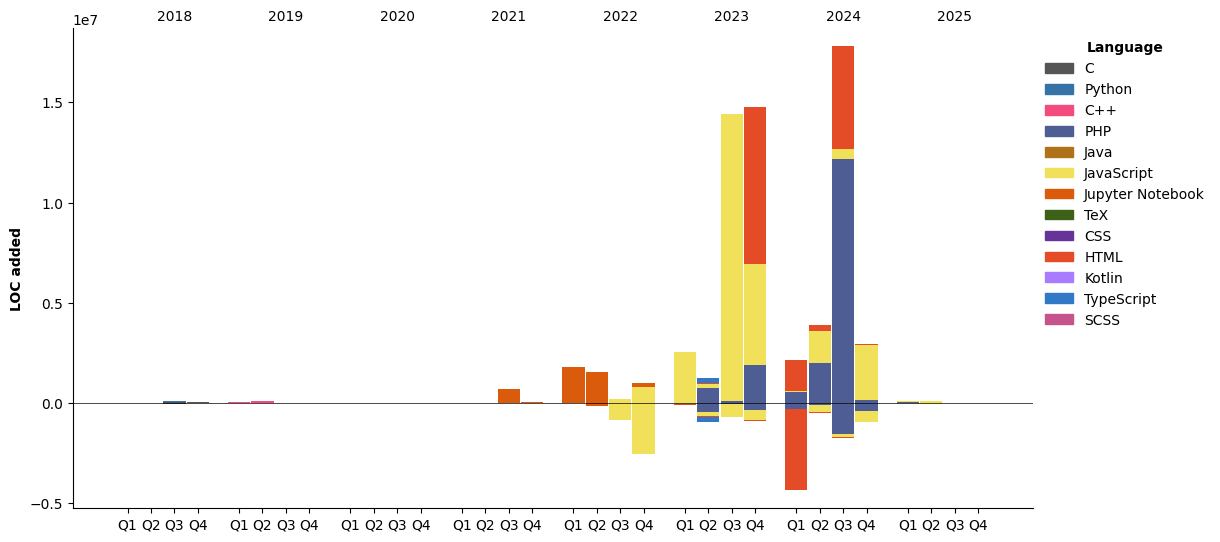 1e7
2018 2019 2020 2021 2022 2023 2024 2025
Language
C
Python
C++
PHP
Java
JavaScript
Jupyter Notebook
TeX
CSS
HTML
Kotlin
TypeScript
SCSS
LOC added
1.5
1.0
0.5
0.0
−0.5
Q1 Q2 Q3 Q4 Q1 Q2 Q3 Q4 Q1 Q2 Q3 Q4 Q1 Q2 Q3 Q4 Q1 Q2 Q3 Q4 Q1 Q2 Q3 Q4 Q1 Q2 Q3 Q4 Q1 Q2 Q3 Q4